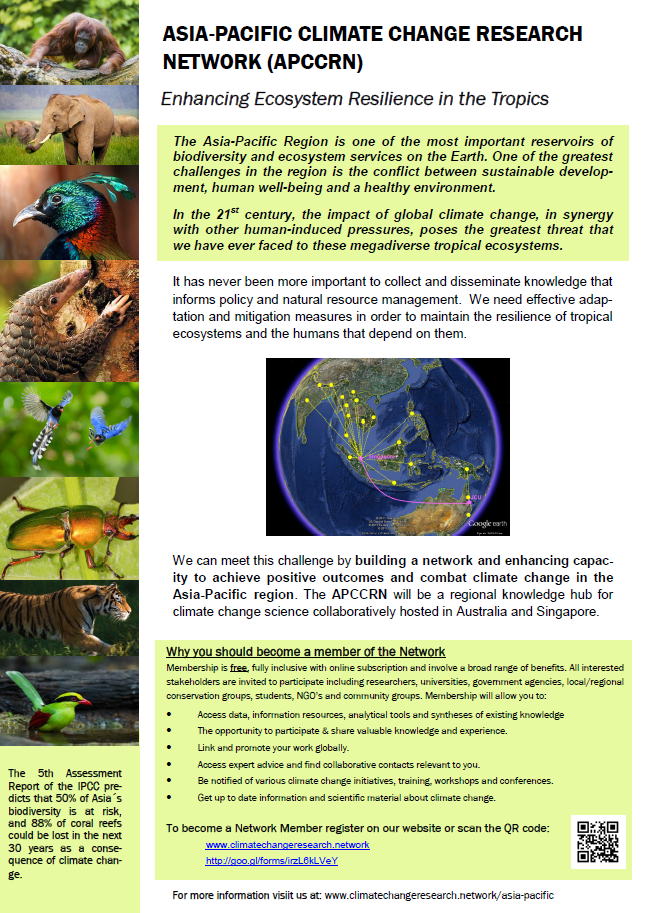 ASIA-PACIFIC CLIMATE CHANGE RESEARCH
NETWORK (APCCRN)
Enhancing Ecosystem Resilience in the Tropics
The Asia-Pacific Region is one of the most important reservoirs of
biodiversity and ecosystem services on the Earth. One of the greatest
challenges in the region is the conflict between sustainable develop-
ment, human well-being and a healthy environment.
In the 21st century, the impact of global climate change, in synergy
with other human-induced pressures, poses the greatest threat that
we have ever faced to these megadiverse tropical ecosystems.
It has never been more important to collect and disseminate knowledge that
informs policy and natural resource management. We need effective adap-
tation and mitigation measures in order to maintain the resilience of tropical
ecosystems and the humans that depend on them.
JCU
Google earth
We can meet this challenge by building a network and enhancing capac-
ity to achieve positive outcomes and combat climate change in the
Asia-Pacific region. The APCCRN will be a regional knowledge hub for
climate change science collaboratively hosted in Australia and Singapore.
Why you should become a member of the Network
Membership is free, fully inclusive with online subscription and involve a broad range of benefits. All interested
stakeholders are invited to participate including researchers, universities, government agencies, local/regional
conservation groups, students, NGO's and community groups. Membership will allow you to:
• Access data, information resources, analytical tools and syntheses of existing knowledge
• The opportunity to participate & share valuable knowledge and experience.
• Link and promote your work globally.
• Access expert advice and find collaborative contacts relevant to you.
• Be notified of various climate change initiatives, training, workshops and conferences.
• Get up to date information and scientific material about climate change.
To become a Network Member register on our website or scan the QR code:
www.climatechangeresearch.network
http://goo.gl/forms/irzL6kLVeY
For more information visiit us at: www.climatechangeresearch.network/asia-pacific
The 5th Assessment
Report of the IPCC pre-
dicts that 50% of Asia´s
biodiversity is at risk,
and 88% of coral reefs
could be lost in the next
30 years as a conse-
quence of climate chan-
ge.